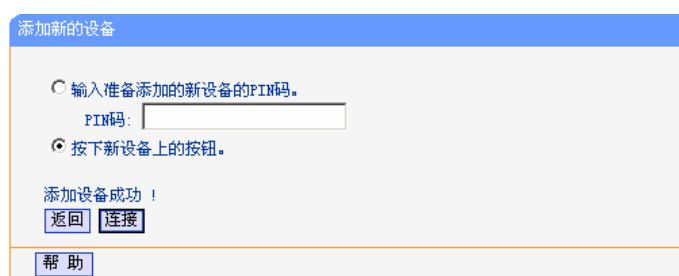 添加新的设备
输入准备添加的新设备的PIN码。
PIN码:
按下新设备上的按钮。
添加设备成功 !
返回 连接
帮 助